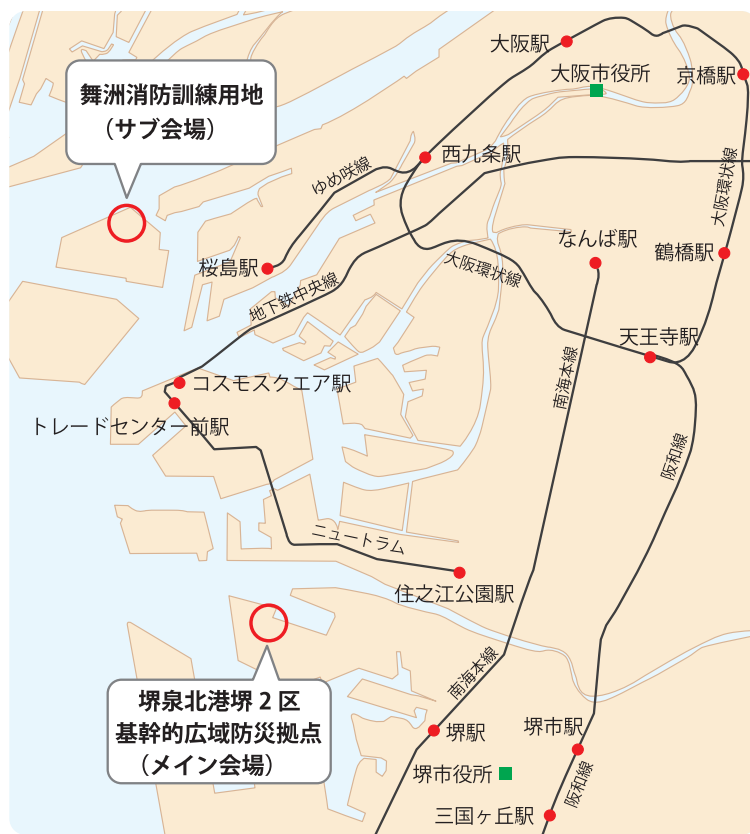 大阪駅
大阪市役所
京橋駅
舞洲消防訓練用地
（サブ会場）
西九条駅
ゆめ咲線
大阪環状線
なんば駅
鶴橋駅
桜島駅
大阪環状線
地下鉄中央線
天王寺駅
コスモスクエア駅
南海本線
トレードセンター前駅
阪和線
ニュートラム
住之江公園駅
南海本線
堺泉北港堺2区
基幹的広域防災拠点
（メイン会場）
堺駅
堺市駅
堺市役所
阪和線
三国ヶ丘駅